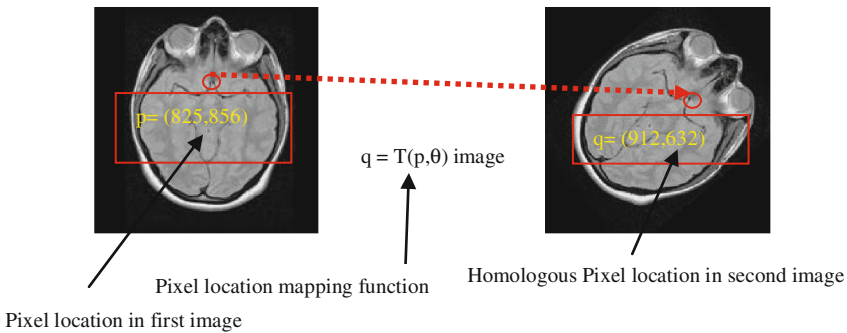 p= (825,856)
q= (912,632)
q = T(p,θ) image
Homologous Pixel location in second image
Pixel location mapping function
Pixel location in first image